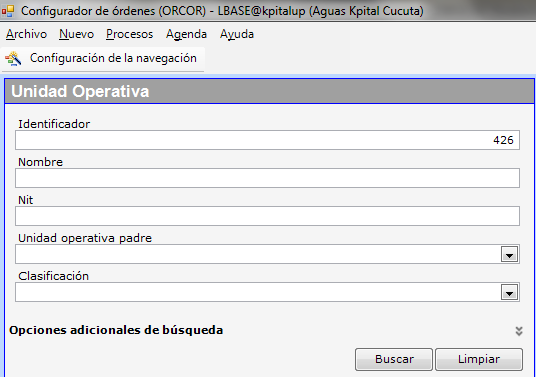 Configurador de órdenes (ORCOR) - LBASE@kpitalup (Aguas Kpital Cucuta)
Archivo Nuevo Procesos Agenda Ayuda
Configuración de la navegación
Unidad Operativa
Identificador
426
Nombre
Nit
Unidad operativa padre
Clasificación
Opciones adicionales de búsqueda
Buscar Limpiar